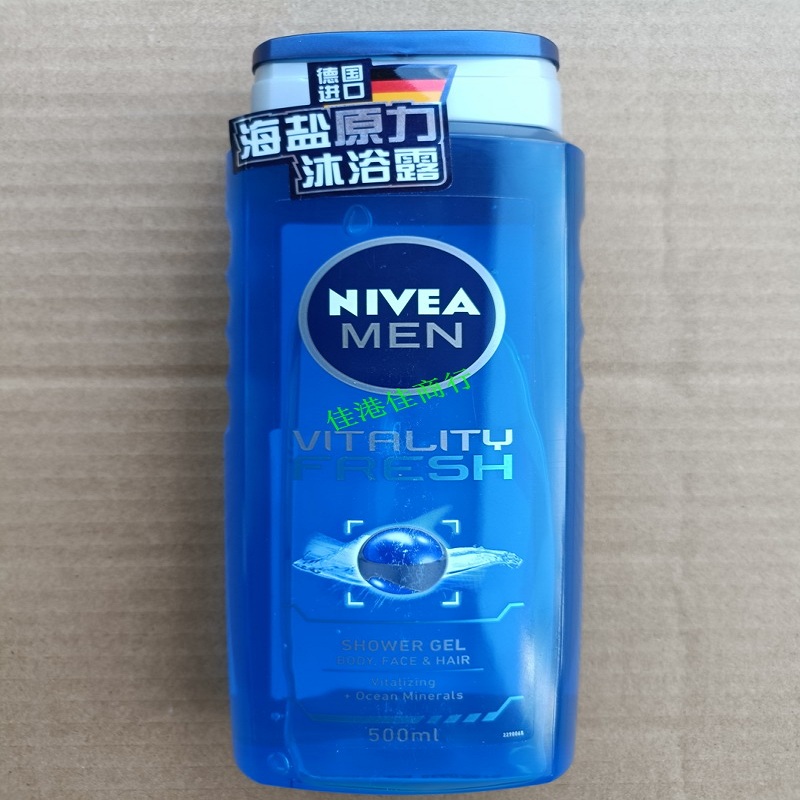 德国
进口
海盐原力
沐浴露
NIVEA
MEN
佳港佳商行
VITALITY
FRESH
SHOWER GEL
BODY, FACE & HAIR
Vitalizing
+ Ocean Minerals
500ml